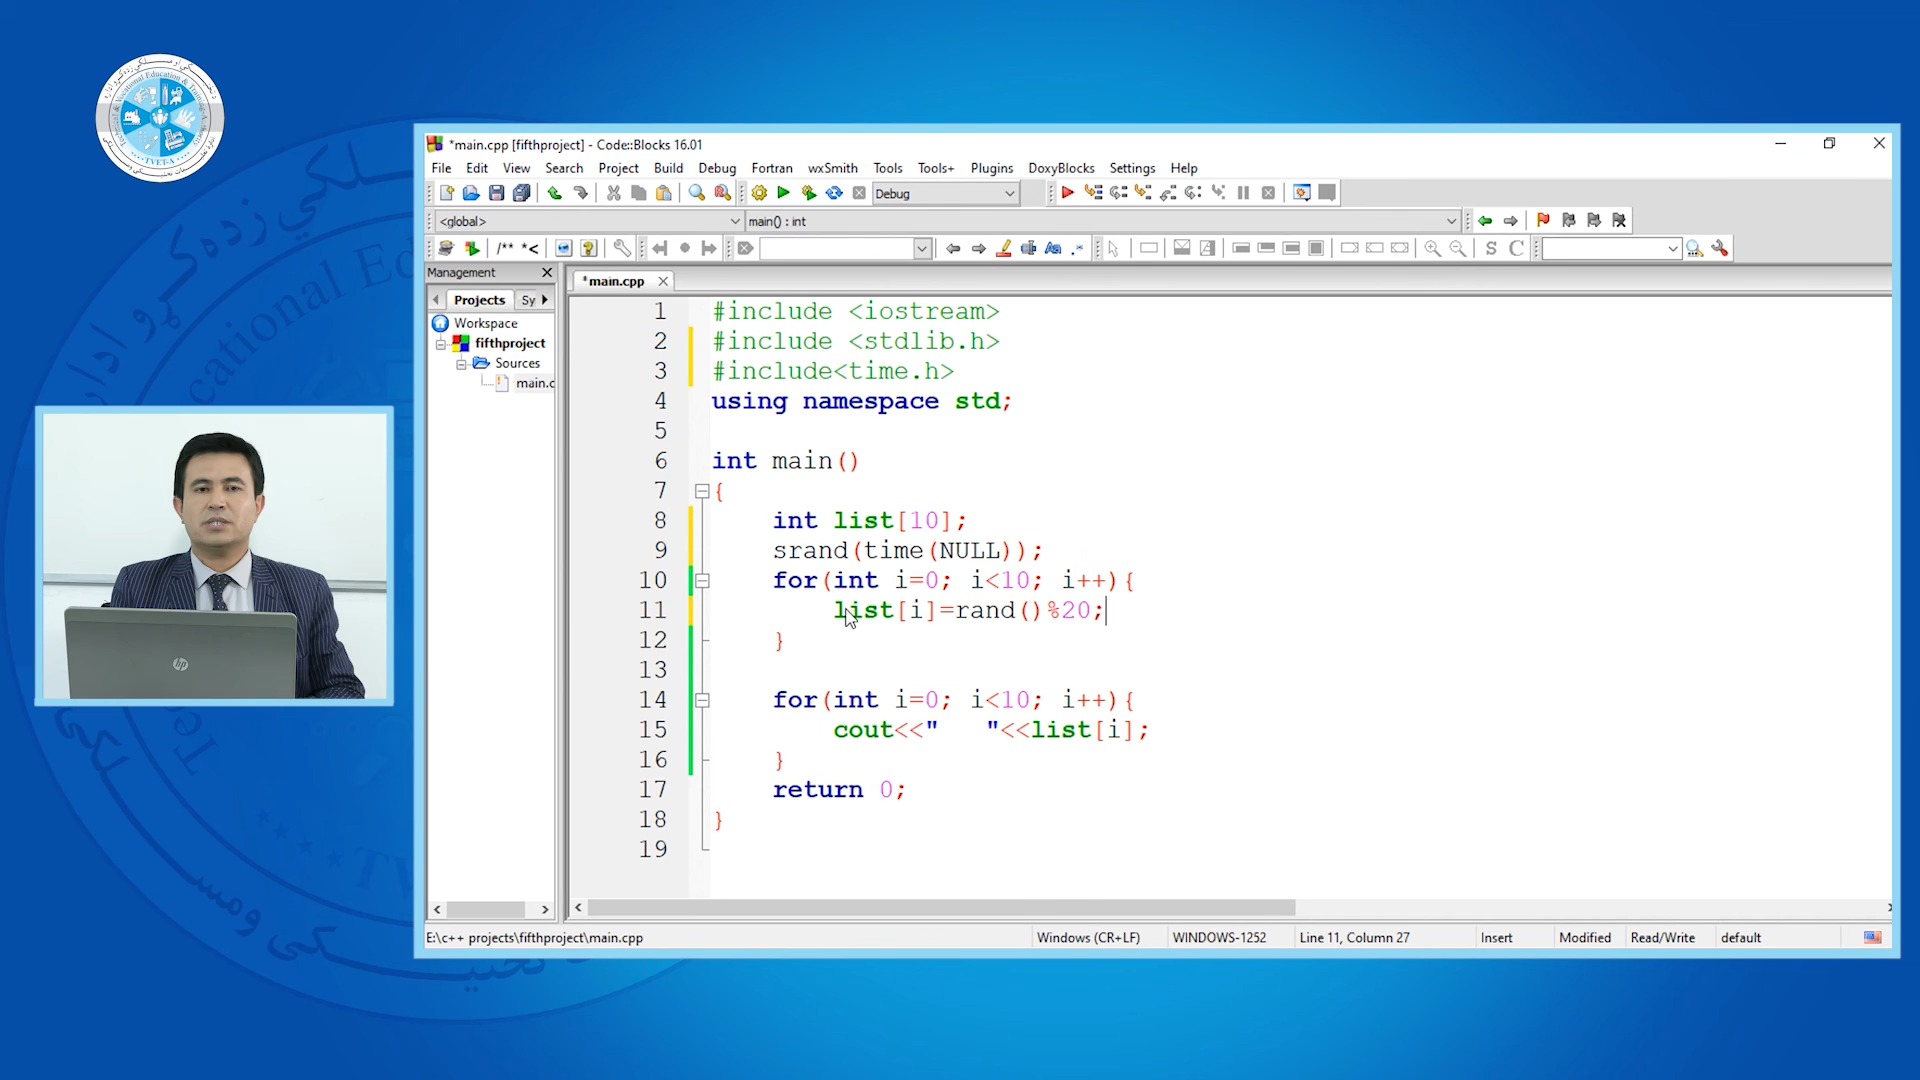 *main.cpp [fifthproject] - Code::Blocks 16.01
File Edit View Search Project Build Debug Fortran wxSmith Tools Tools+ Plugins DoxyBlocks Settings Help
Debug
<global> main() : int
/** *<
S C
Management
*main.cpp
Projects Sy
Workspace
fifthproject
Sources
main.c
1 #include <iostream>
2 #include <stdlib.h>
3 #include<time.h>
4 using namespace std;
5
6 int main()
7 {
8 int list[10];
9 srand(time(NULL));
10 for(int i=0; i<10; i++){
11 list[i]=rand()%20;
12 }
13
14 for(int i=0; i<10; i++){
15 cout<<"   "<<list[i];
16 }
17 return 0;
18 }
19
E:\c++ projects\fifthproject\main.cpp Windows (CR+LF) WINDOWS-1252 Line 11, Column 27 Insert Modified Read/Write default
hp
TVET-A